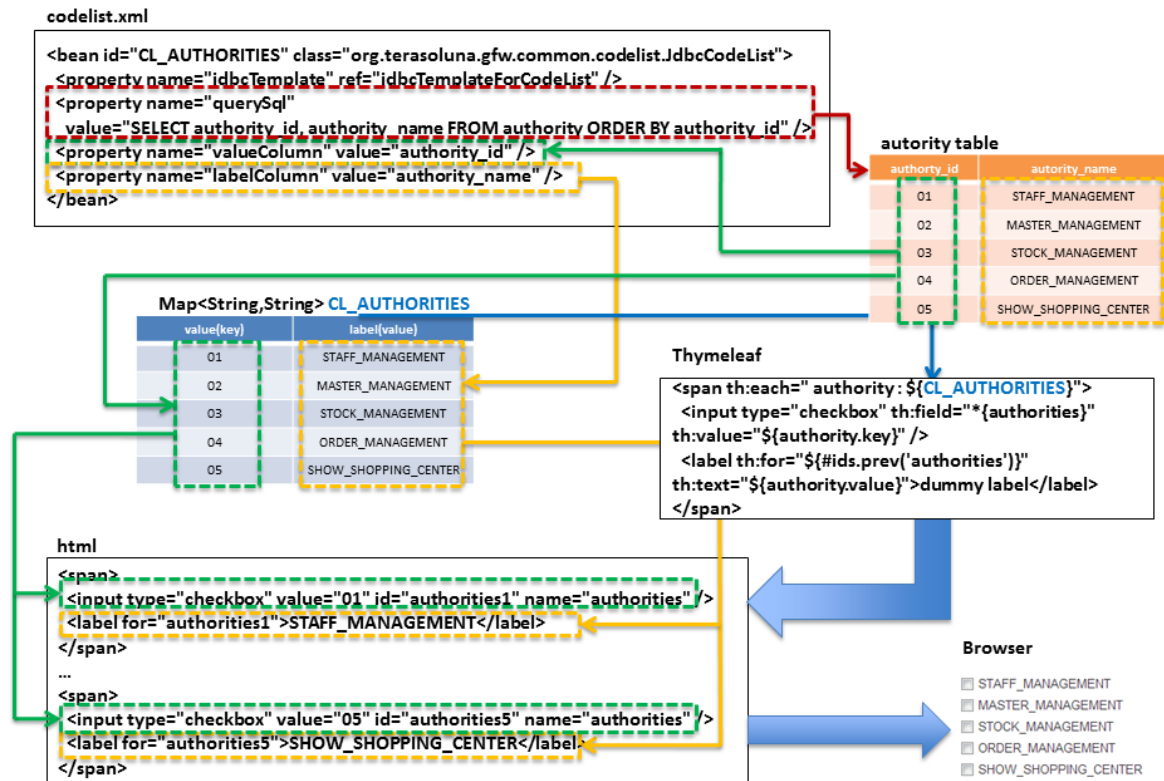 codelist.xml
<bean id="CL_AUTHORITIES" class="org.terasoluna.gfw.common.codelist.JdbcCodeList">
<property name="jdbcTemplate" ref="jdbcTemplateForCodeList" />
<property name="querySql"
value="SELECT authority_id, authority_name FROM authority ORDER BY authority_id" />
<property name="valueColumn" value="authority_id" />
<property name="labelColumn" value="authority_name" />
</bean>
autority table
authorty_id autority_name
01 STAFF_MANAGEMENT
02 MASTER_MANAGEMENT
03 STOCK_MANAGEMENT
04 ORDER_MANAGEMENT
05 SHOW_SHOPPING_CENTER
Map<String,String> CL_AUTHORITIES
value(key) label(value)
01 STAFF_MANAGEMENT
02 MASTER_MANAGEMENT
03 STOCK_MANAGEMENT
04 ORDER_MANAGEMENT
05 SHOW_SHOPPING_CENTER
Thymeleaf
<span th:each=" authority : ${CL_AUTHORITIES}">
<input type="checkbox" th:field="*{authorities}"
th:value="${authority.key}" />
<label th:for="${#ids.prev('authorities')}"
th:text="${authority.value}">dummy label</label>
</span>
html
<span>
<input type="checkbox" value="01" id="authorities1" name="authorities" />
<label for="authorities1">STAFF_MANAGEMENT</label>
</span>
...
<span>
<input type="checkbox" value="05" id="authorities5" name="authorities" />
<label for="authorities5">SHOW_SHOPPING_CENTER</label>
</span>
Browser
STAFF_MANAGEMENT
MASTER_MANAGEMENT
STOCK_MANAGEMENT
ORDER_MANAGEMENT
SHOW_SHOPPING_CENTER